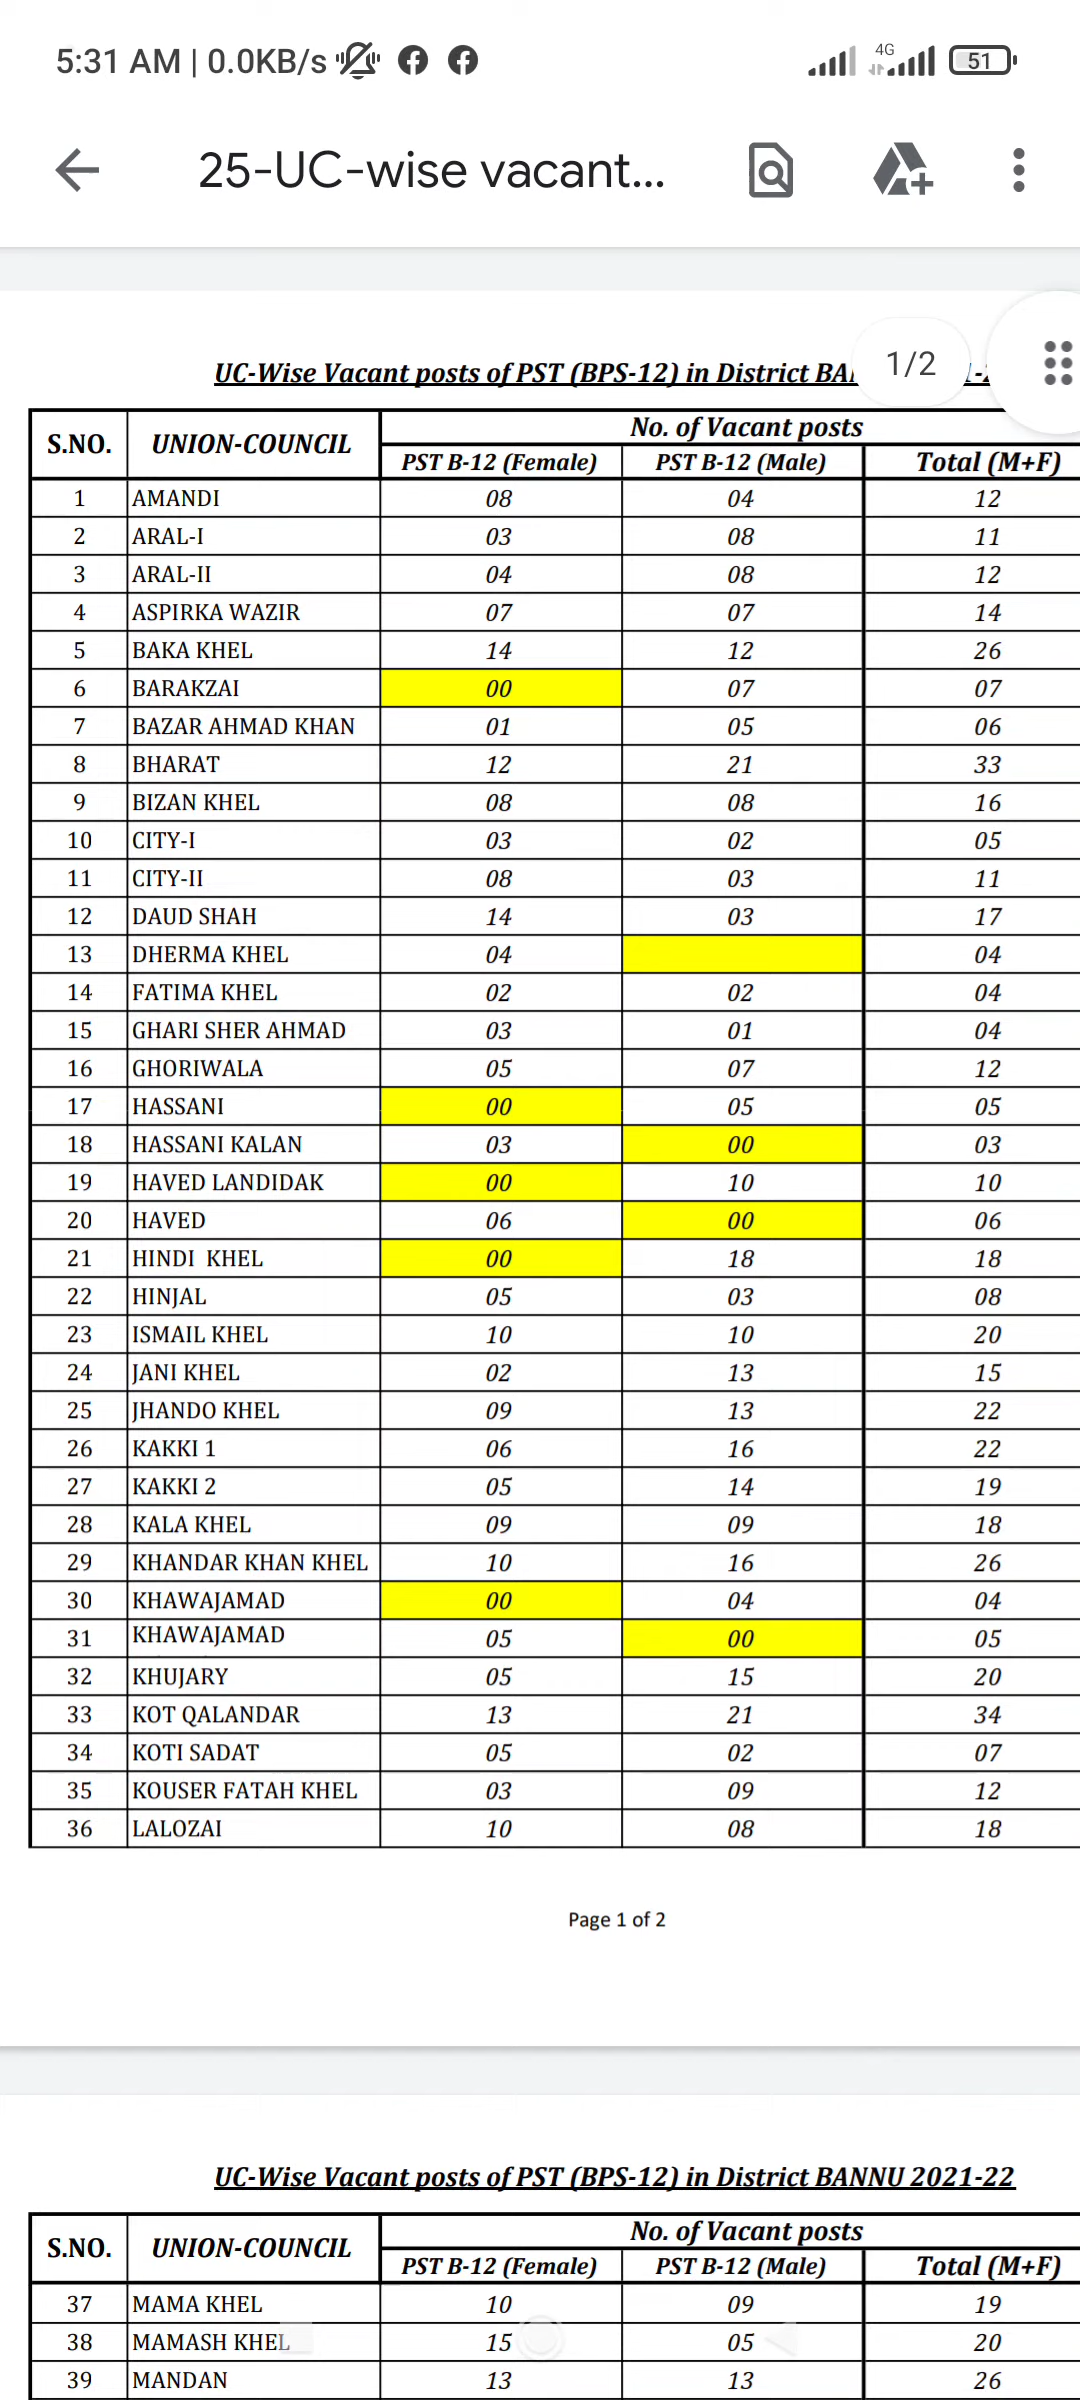 5:31 AM | 0.0KB/s 4G 51
25-UC-wise vacant...
1/2
UC-Wise Vacant posts of PST (BPS-12) in District
S.NO. UNION-COUNCIL No. of Vacant posts
PST B-12 (Female) PST B-12 (Male) Total (M+F)
1 AMANDI 08 04 12
2 ARAL-I 03 08 11
3 ARAL-II 04 08 12
4 ASPIRKA WAZIR 07 07 14
5 BAKA KHEL 14 12 26
6 BARAKZAI 00 07 07
7 BAZAR AHMAD KHAN 01 05 06
8 BHARAT 12 21 33
9 BIZAN KHEL 08 08 16
10 CITY-I 03 02 05
11 CITY-II 08 03 11
12 DAUD SHAH 14 03 17
13 DHERMA KHEL 04 04
14 FATIMA KHEL 02 02 04
15 GHARI SHER AHMAD 03 01 04
16 GHORIWALA 05 07 12
17 HASSANI 00 05 05
18 HASSANI KALAN 03 00 03
19 HAVED LANDIDAK 00 10 10
20 HAVED 06 00 06
21 HINDI KHEL 00 18 18
22 HINJAL 05 03 08
23 ISMAIL KHEL 10 10 20
24 JANI KHEL 02 13 15
25 JHANDO KHEL 09 13 22
26 KAKKI 1 06 16 22
27 KAKKI 2 05 14 19
28 KALA KHEL 09 09 18
29 KHANDAR KHAN KHEL 10 16 26
30 KHAWAJAMAD 00 04 04
31 KHAWAJAMAD 05 00 05
32 KHUJARY 05 15 20
33 KOT QALANDAR 13 21 34
34 KOTI SADAT 05 02 07
35 KOUSER FATAH KHEL 03 09 12
36 LALOZAI 10 08 18
Page 1 of 2
UC-Wise Vacant posts of PST (BPS-12) in District BANNU 2021-22
S.NO. UNION-COUNCIL No. of Vacant posts
PST B-12 (Female) PST B-12 (Male) Total (M+F)
37 MAMA KHEL 10 09 19
38 MAMASH KHEL 15 05 20
39 MANDAN 13 13 26